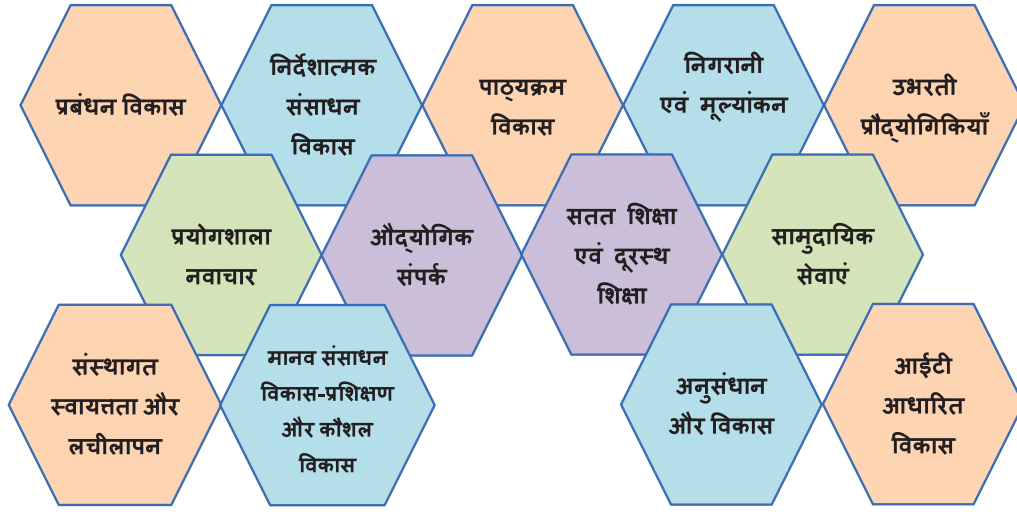 प्रबंधन विकास
निर्देशात्मक
संसाधन
विकास
पाठ्यक्रम
विकास
निगरानी
एवं मूल्यांकन
उभरती
प्रौद्योगिकियाँ
प्रयोगशाला
नवाचार
औद्योगिक
संपर्क
सतत शिक्षा
एवं दूरस्थ
शिक्षा
सामुदायिक
सेवाएं
संस्थागत
स्वायत्तता और
लचीलापन
मानव संसाधन
विकास-प्रशिक्षण
और कौशल
विकास
अनुसंधान
और विकास
आईटी
आधारित
विकास